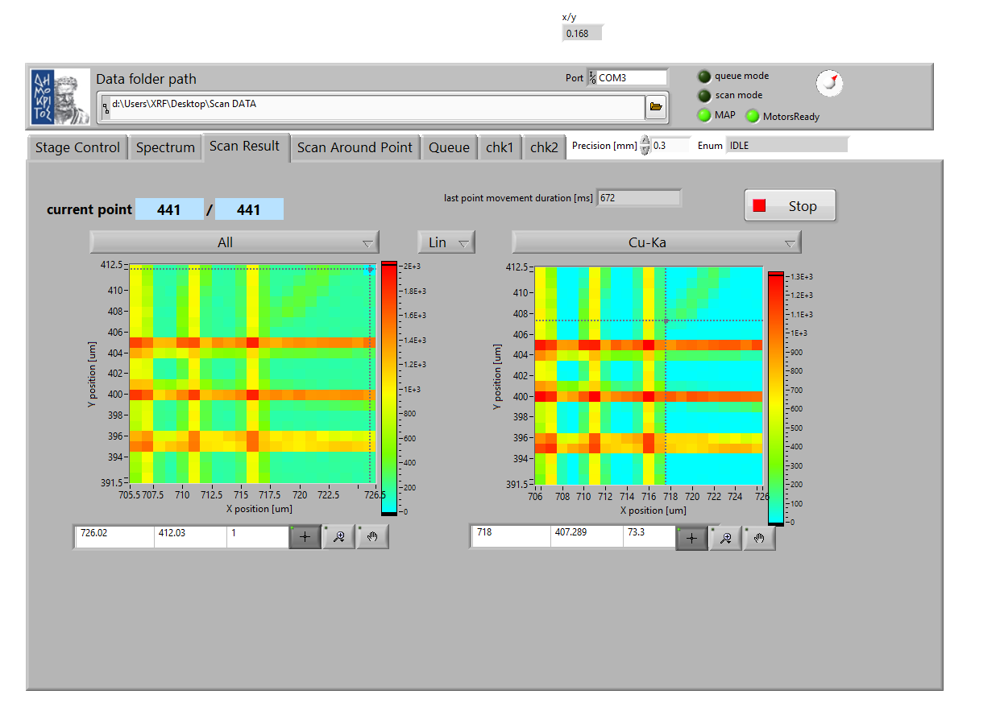 x/y
0.168
Data folder path
Port COM3
queue mode
ΔΗ
ΜΟ
ΚΡΙ
ΤΟΣ
d:\Users\XRF\Desktop\Scan DATA
scan mode
MAP MotorsReady
Stage Control Spectrum Scan Result Scan Around Point Queue chk1 chk2 Precision [mm] 0.3 Enum IDLE
current point 441 / 441
last point movement duration [ms] 672
Stop
All
Lin
Cu-Ka
412.5
410
408
406
404
402
400
398
396
394
391.5
Y position [um]
705.5 707.5 710 712.5 715 717.5 720 722.5 726.5
X position [um]
2E+3
1.8E+3
1.6E+3
1.4E+3
1.2E+3
1E+3
800
600
400
200
0
726.02 412.03 1
412.5
410
408
406
404
402
400
398
396
394
391.5
Y position [um]
706 708 710 712 714 716 718 720 722 724 726
X position [um]
1.3E+3
1.2E+3
1.1E+3
1E+3
900
800
700
600
500
400
300
200
100
0
718 407.289 73.3